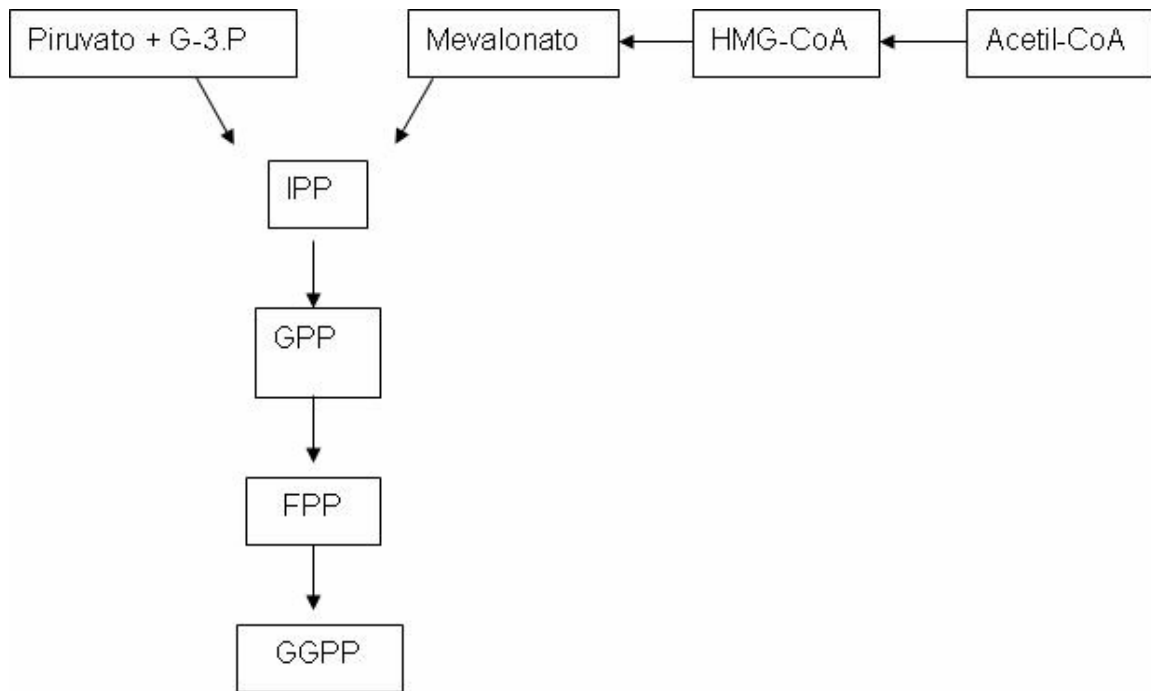 Piruvato + G-3.P
Mevalonato
HMG-CoA
Acetil-CoA
IPP
GPP
FPP
GGPP